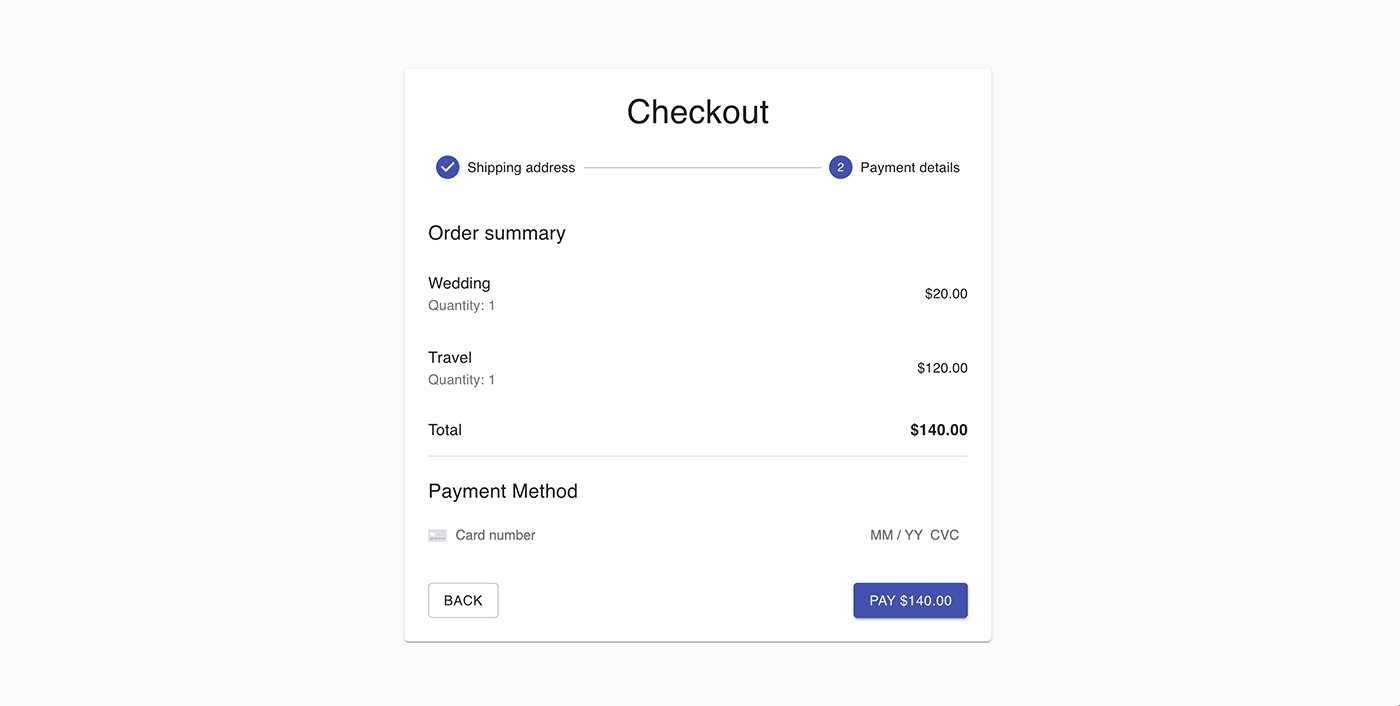 Checkout
Shipping address
2 Payment details
Order summary
Wedding
Quantity: 1
$20.00
Travel
Quantity: 1
$120.00
Total $140.00
Payment Method
Card number MM / YY CVC
BACK PAY $140.00